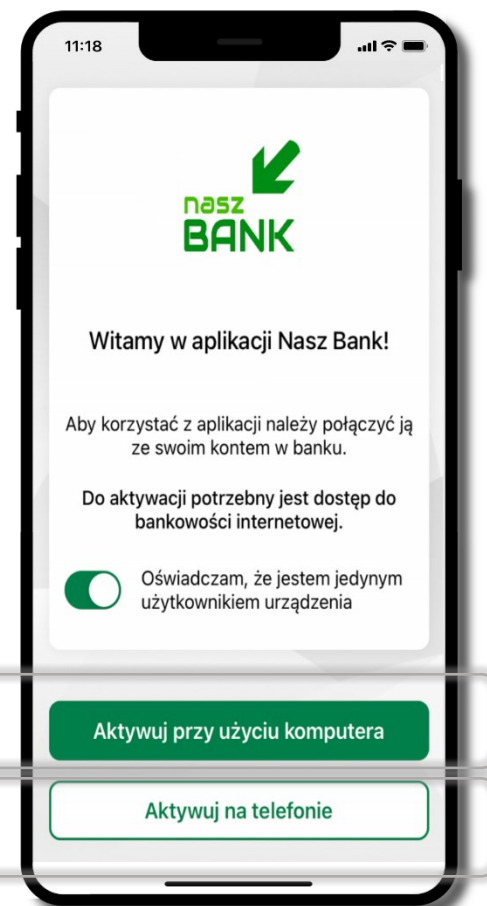 11:18
nasz
BANK
Witamy w aplikacji Nasz Bank!
Aby korzystać z aplikacji należy połączyć ją
ze swoim kontem w banku.
Do aktywacji potrzebny jest dostęp do
bankowości internetowej.
Oświadczam, że jestem jedynym
użytkownikiem urządzenia
Aktywuj przy użyciu komputera
Aktywuj na telefonie